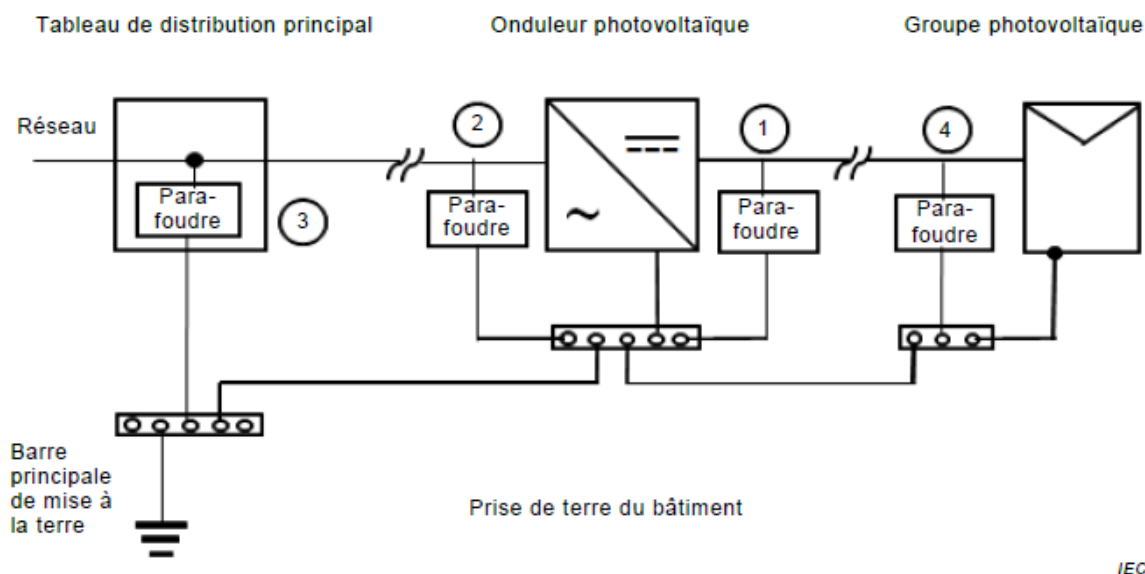 Tableau de distribution principal
Onduleur photovoltaïque
Groupe photovoltaïque
Réseau
2
1
4
Para-
foudre
3
Para-
foudre
Para-
foudre
Para-
foudre
~
Barre
principale
de mise à
la terre
Prise de terre du bâtiment
IEC